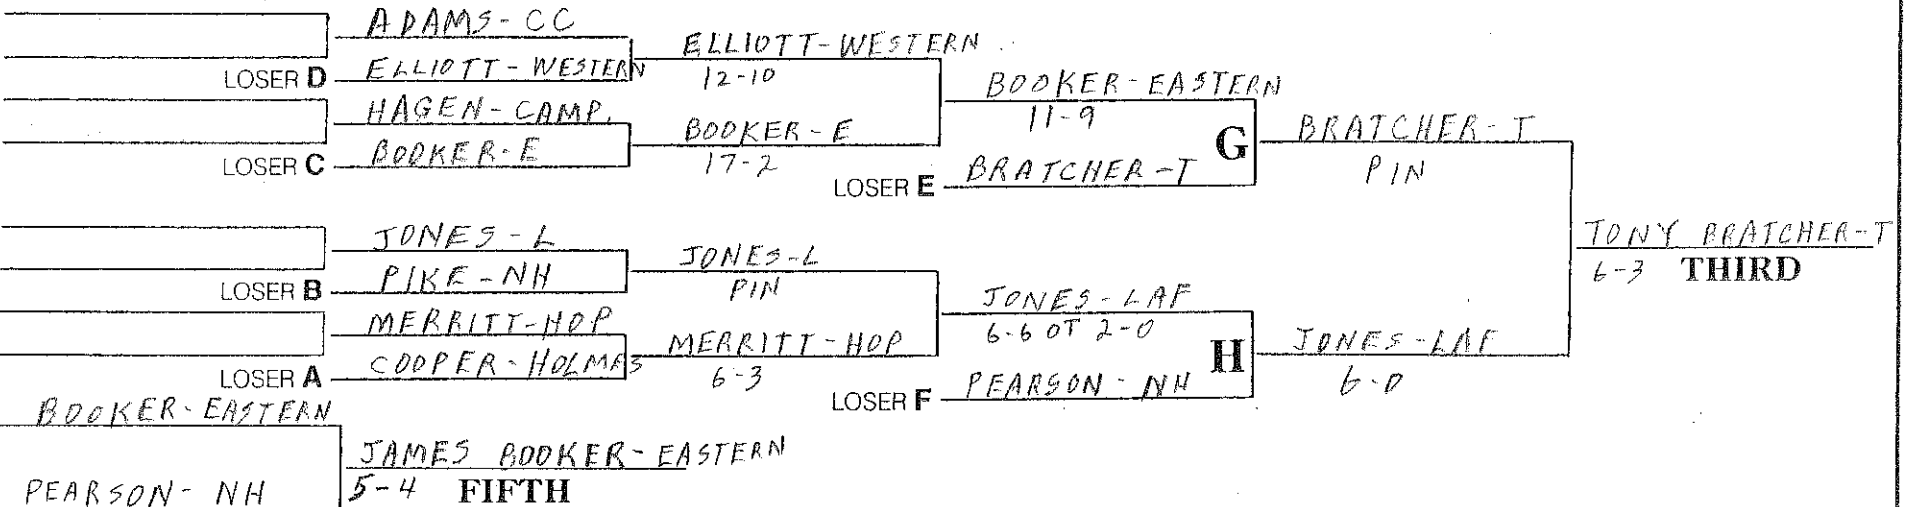 ADAMS - CC
LOSER D ELLIOTT - WESTERN
ELLIOTT - WESTERN
12-10
HAGEN - CAMP.
LOSER C BOOKER - E
BOOKER - E
17-2
BOOKER - EASTERN
11-9
LOSER E BRATCHER - T
G
BRATCHER - T
PIN
JONES - L
LOSER B PIKE - NH
JONES - L
PIN
MERRITT - HOP
LOSER A COOPER - HOLMES
MERRITT - HOP
6-3
JONES - LAF
6-6 OT 2-0
LOSER F PEARSON - NH
H
JONES - LAF
6-0
TONY BRATCHER - T
6-3 THIRD
BOOKER - EASTERN
PEARSON - NH
JAMES BOOKER - EASTERN
5-4 FIFTH